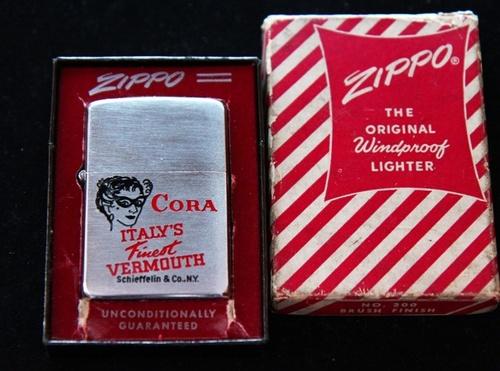 ZIPPO
CORA
ITALY'S
Finest
VERMOUTH
Schieffelin & Co., N.Y.
UNCONDITIONALLY
GUARANTEED
ZIPPO®
THE
ORIGINAL
Windproof
LIGHTER
NO. 200
BRUSH FINISH